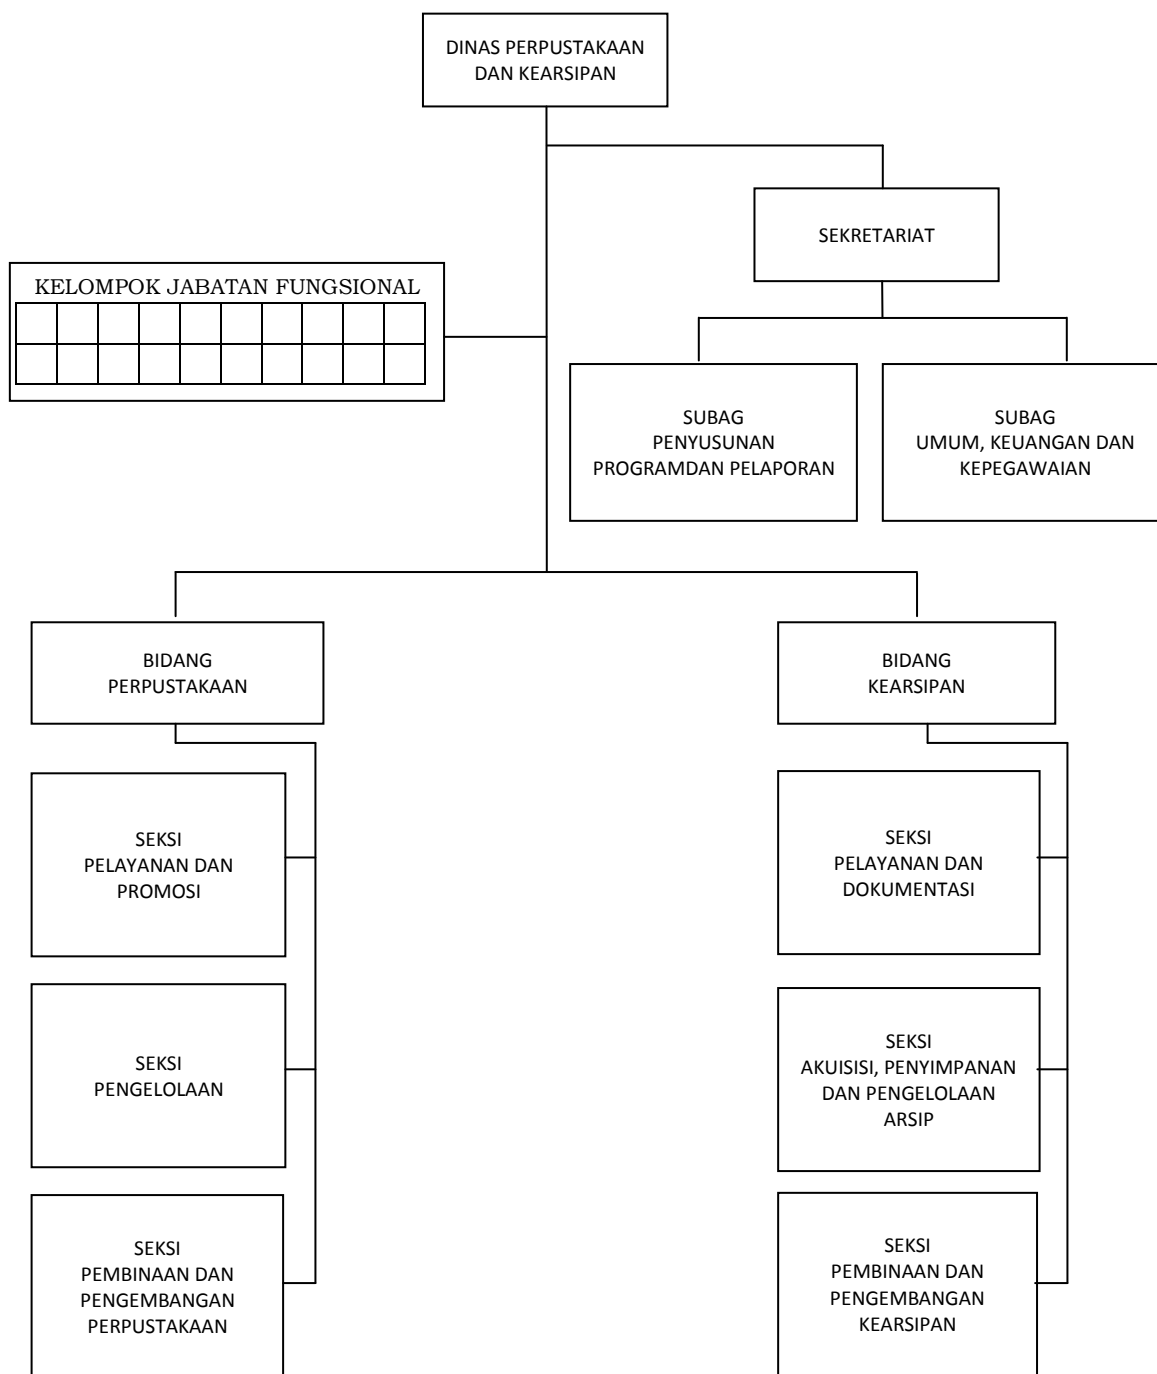 DINAS PERPUSTAKAAN
DAN KEARSIPAN
SEKRETARIAT
KELOMPOK JABATAN FUNGSIONAL
SUBAG
PENYUSUNAN
PROGRAMDAN PELAPORAN
SUBAG
UMUM, KEUANGAN DAN
KEPEGAWAIAN
BIDANG
PERPUSTAKAAN
BIDANG
KEARSIPAN
SEKSI
PELAYANAN DAN
PROMOSI
SEKSI
PELAYANAN DAN
DOKUMENTASI
SEKSI
PENGELOLAAN
SEKSI
AKUISISI, PENYIMPANAN
DAN PENGELOLAAN
ARSIP
SEKSI
PEMBINAAN DAN
PENGEMBANGAN
PERPUSTAKAAN
SEKSI
PEMBINAAN DAN
PENGEMBANGAN
KEARSIPAN